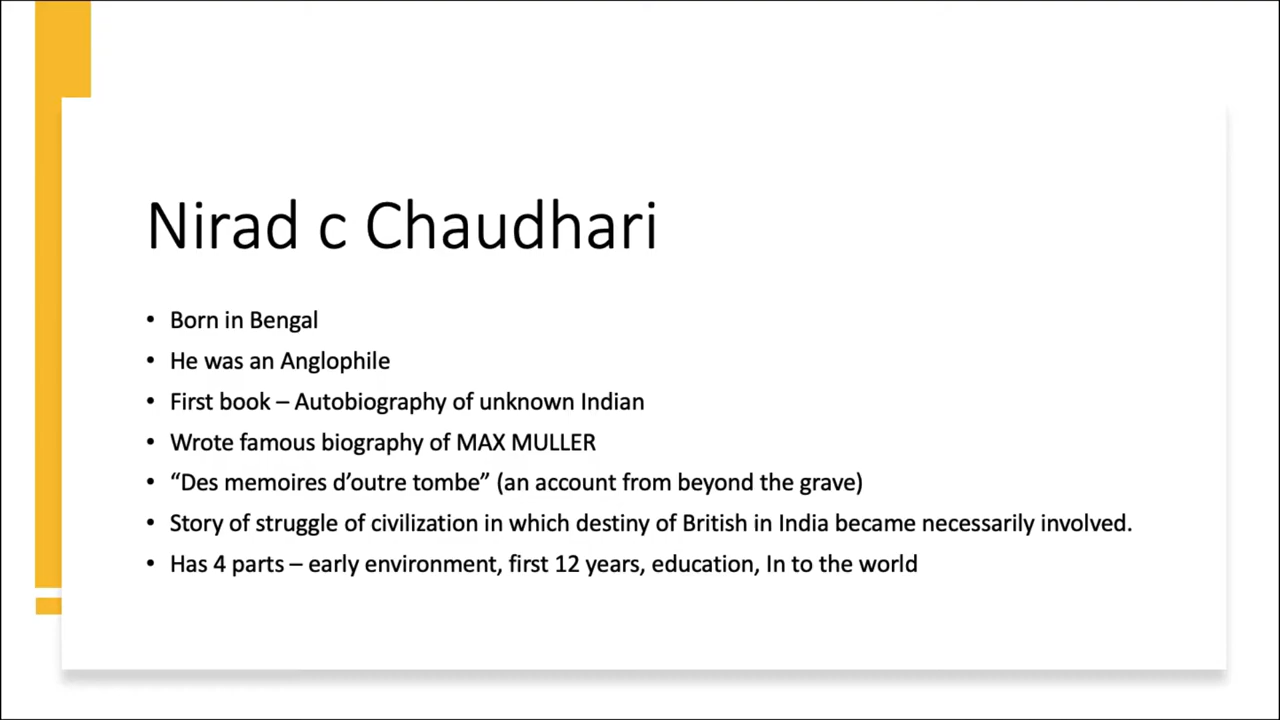 Nirad c Chaudhari
• Born in Bengal
• He was an Anglophile
• First book – Autobiography of unknown Indian
• Wrote famous biography of MAX MULLER
• “Des memoires d’outre tombe” (an account from beyond the grave)
• Story of struggle of civilization in which destiny of British in India became necessarily involved.
• Has 4 parts – early environment, first 12 years, education, In to the world